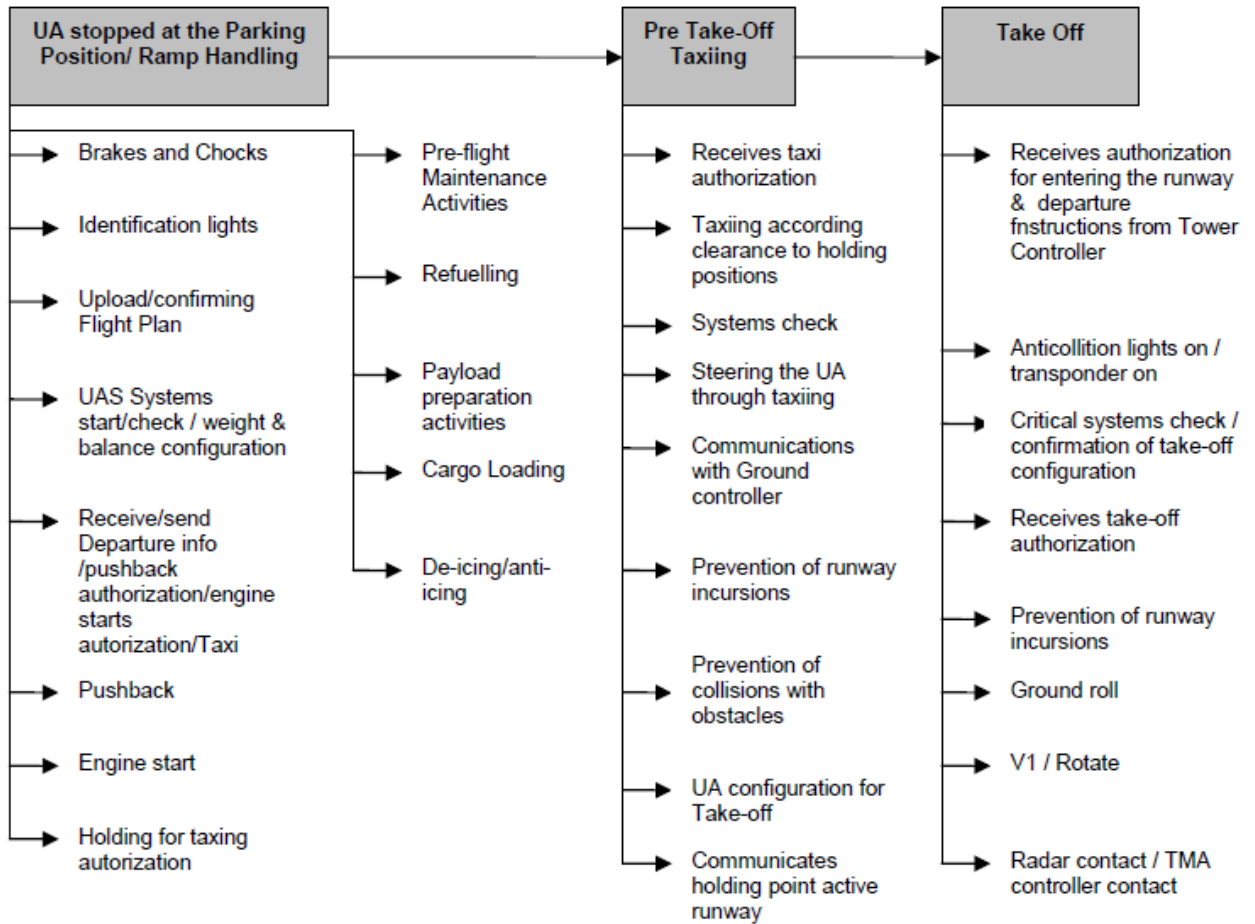 UA stopped at the Parking
Position/ Ramp Handling
Pre Take-Off
Taxiing
Take Off
Brakes and Chocks
Identification lights
Upload/confirming
Flight Plan
UAS Systems
start/check / weight &
balance configuration
Receive/send
Departure info
/pushback
authorization/engine
starts
autorization/Taxi
Pushback
Engine start
Holding for taxing
autorization
Pre-flight
Maintenance
Activities
Refuelling
Payload
preparation
activities
Cargo Loading
De-icing/anti-
icing
Receives taxi
authorization
Taxiing according
clearance to holding
positions
Systems check
Steering the UA
through taxiing
Communications
with Ground
controller
Prevention of runway
incursions
Prevention of
collisions with
obstacles
UA configuration for
Take-off
Communicates
holding point active
runway
Receives authorization
for entering the runway
& departure
fnstructions from Tower
Controller
Anticollition lights on /
transponder on
Critical systems check /
confirmation of take-off
configuration
Receives take-off
authorization
Prevention of runway
incursions
Ground roll
V1 / Rotate
Radar contact / TMA
controller contact